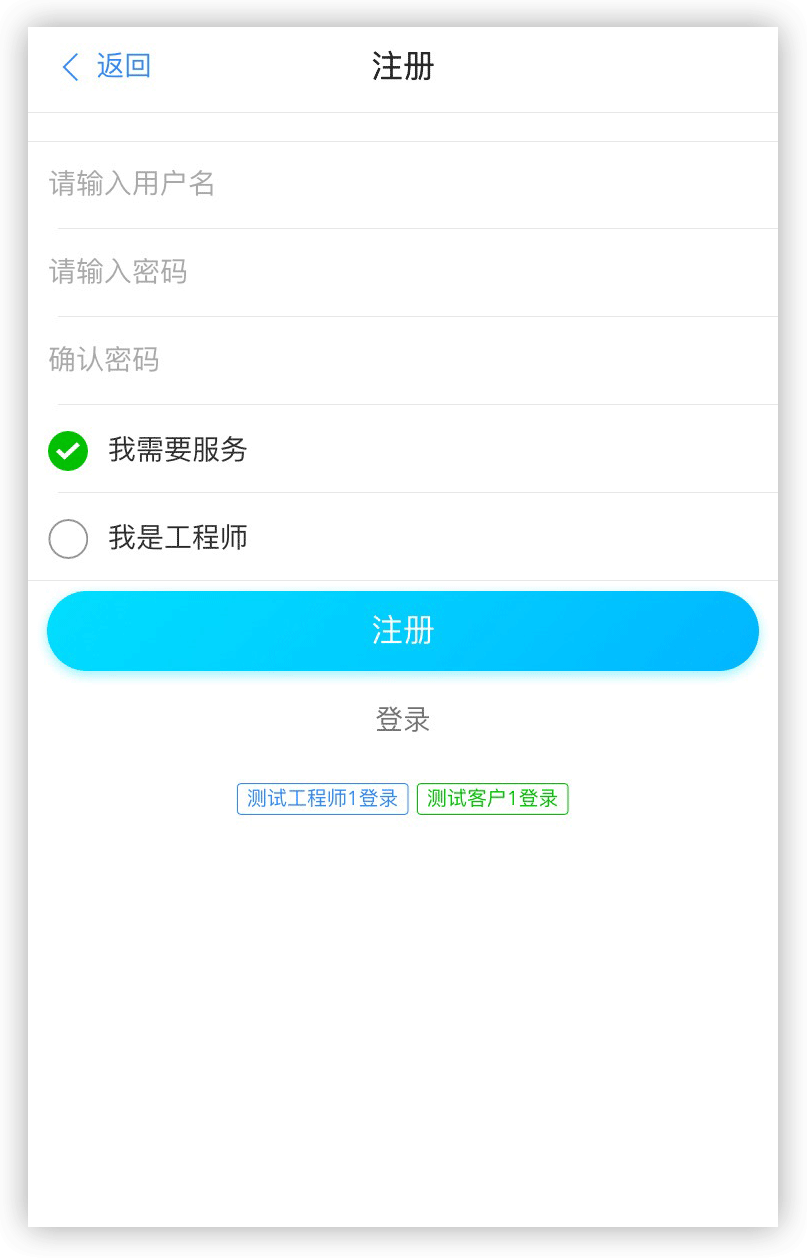 返回 注册
请输入用户名
请输入密码
确认密码
我需要服务
我是工程师
注册
登录
测试工程师1登录 测试客户1登录